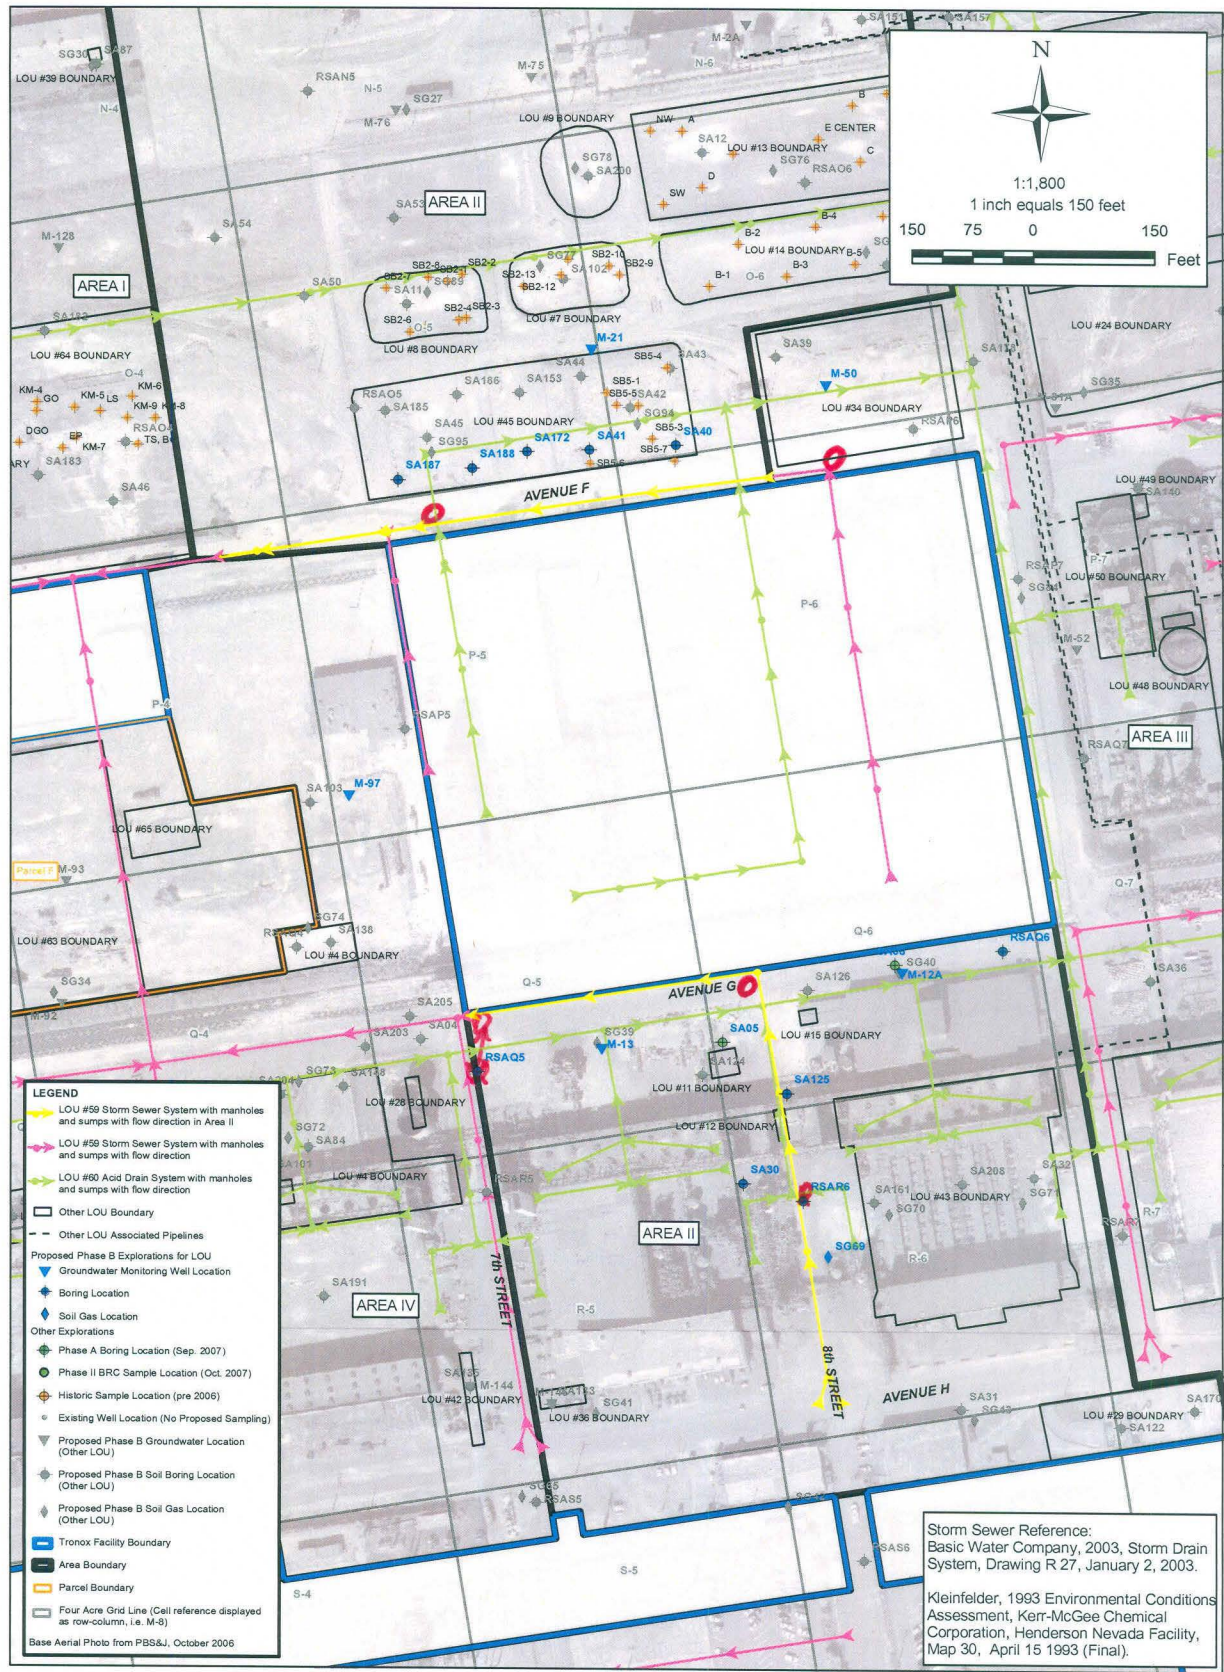 SA151
SA157
M-2A
SG30
SA87
LOU #39 BOUNDARY
N-4
RSAN5
N-5
M-76
SG27
M-75
N-6
LOU #9 BOUNDARY
SG78
SA200
NW
A
B
E CENTER
SA12
LOU #13 BOUNDARY
C
SG76
RSAO6
D
SW
N
1:1,800
1 inch equals 150 feet
150 75 0 150
Feet
AREA II
SA53
SA54
M-128
AREA I
SA50
SA182
LOU #64 BOUNDARY
O-4
SB2-8
SB2-2
SB2-7
SB2-1
SG89
SA11
SB2-4
SB2-3
SB2-6
O-5
LOU #8 BOUNDARY
SG77
SB2-10
SB2-13
SA102
SB2-9
SB2-12
LOU #7 BOUNDARY
B-2
B-4
LOU #14 BOUNDARY
B-5
SG
B-3
B-1
O-6
M-21
SA44
SB5-4
SA43
SA39
SA178
LOU #24 BOUNDARY
KM-4
GO
KM-6
KM-5
LS
KM-9
KM-8
RSAO4
DGO
EP
KM-7
TS, BC
ARY
SA183
SA46
RSAO5
SA186
SA153
SB5-1
SB5-5
SA42
SA185
SG94
SA45
LOU #45 BOUNDARY
SG95
SA172
SA41
SB5-3
SA40
SB5-7
SA187
SA188
SB5-6
M-50
LOU #34 BOUNDARY
RSAP6
SG35
M-51A
AVENUE F
LOU #49 BOUNDARY
SA140
P-7
RSAP7
LOU #50 BOUNDARY
SG84
M-52
LOU #48 BOUNDARY
P-6
P-5
P-4
RSAP5
AREA III
RSAQ7
SA103
M-97
LOU #65 BOUNDARY
Parcel F
M-93
Q-7
SG74
RSAQ4
SA138
LOU #63 BOUNDARY
LOU #4 BOUNDARY
Q-6
RSAQ6
SG40
M-12A
SA36
SG34
M-92
Q-5
AVENUE G
SA126
SA205
Q-4
SA203
SA04
SG39
M-13
SA05
LOU #15 BOUNDARY
RSAQ5
SA124
LOU #11 BOUNDARY
SG73
LOU #28 BOUNDARY
SA125
LOU #12 BOUNDARY
SG72
SA84
SA101
LOU #4 BOUNDARY
RSAR5
SA30
RSAR6
SA161
SA208
SA32
LOU #43 BOUNDARY
SG71
SG70
R-7
RSAR7
AREA II
SG69
R-6
7th STREET
SA191
AREA IV
R-5
8th STREET
M-144
LOU #42 BOUNDARY
LOU #36 BOUNDARY
SG41
AVENUE H
SA31
LOU #29 BOUNDARY
SA170
SA122
RSAS5
S-4
S-5
LEGEND
LOU #59 Storm Sewer System with manholes
and sumps with flow direction in Area II
LOU #59 Storm Sewer System with manholes
and sumps with flow direction
LOU #60 Acid Drain System with manholes
and sumps with flow direction
Other LOU Boundary
Other LOU Associated Pipelines
Proposed Phase B Explorations for LOU
Groundwater Monitoring Well Location
Boring Location
Soil Gas Location
Other Explorations
Phase A Boring Location (Sep. 2007)
Phase II BRC Sample Location (Oct. 2007)
Historic Sample Location (pre 2006)
Existing Well Location (No Proposed Sampling)
Proposed Phase B Groundwater Location
(Other LOU)
Proposed Phase B Soil Boring Location
(Other LOU)
Proposed Phase B Soil Gas Location
(Other LOU)
Tronox Facility Boundary
Area Boundary
Parcel Boundary
Four Acre Grid Line (Cell reference displayed
as row-column, i.e. M-8)
Base Aerial Photo from PBS&J, October 2006
Storm Sewer Reference:
Basic Water Company, 2003, Storm Drain
System, Drawing R 27, January 2, 2003.
Kleinfelder, 1993 Environmental Conditions
Assessment, Kerr-McGee Chemical
Corporation, Henderson Nevada Facility,
Map 30, April 15 1993 (Final).